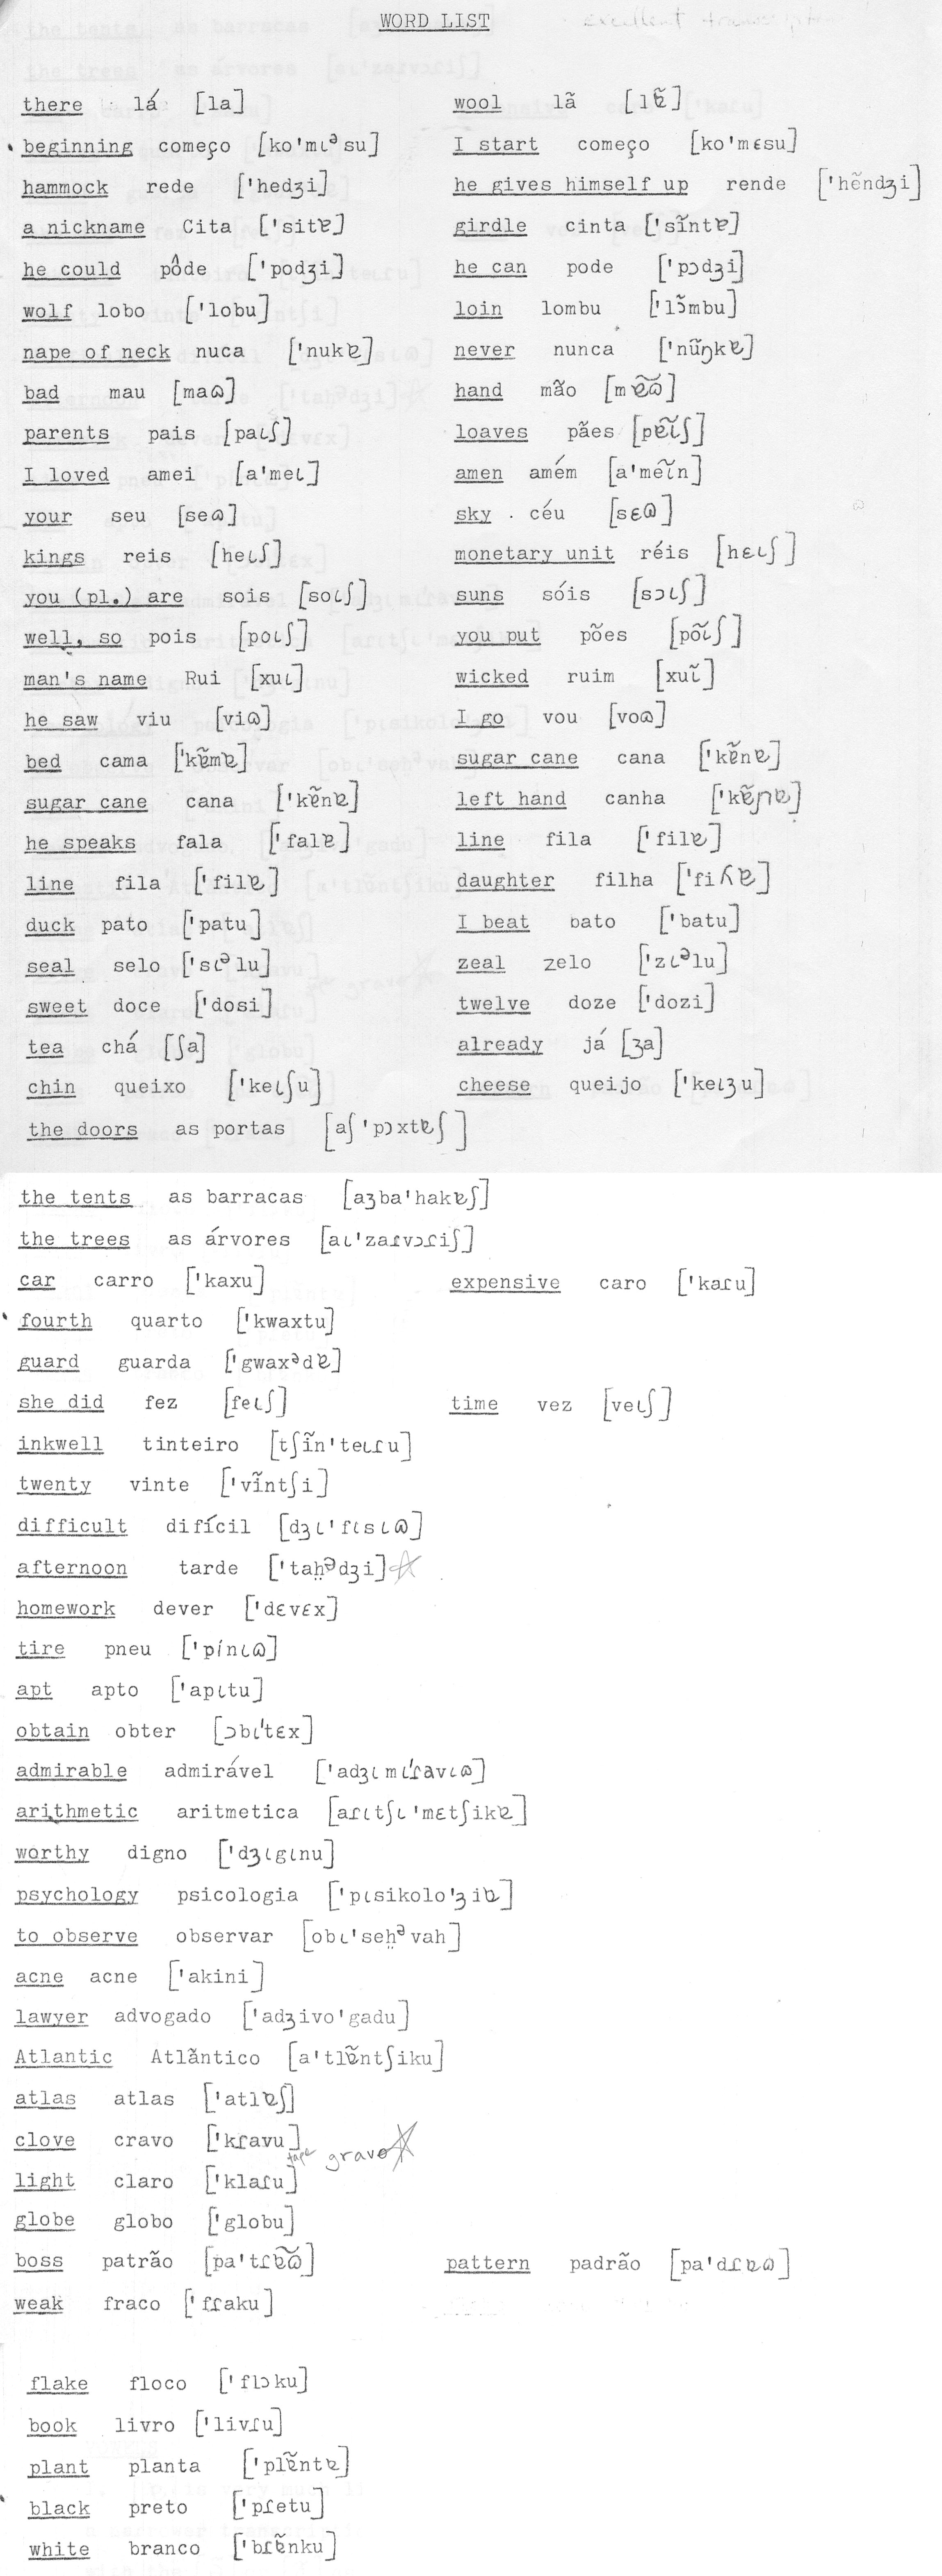 WORD LIST
there lá [la] wool lã [lɐ̃]
beginning começo [ko'mɩᵊsu] I start começo [ko'mɛsu]
hammock rede ['hedʒi] he gives himself up rende ['hẽndʒi]
a nickname Cita ['sitɐ] girdle cinta ['sĩntɐ]
he could pôde ['podʒi] he can pode ['pɔdʒi]
wolf lobo ['lobu] loin lombu ['lɔ̃mbu]
nape of neck nuca ['nukɐ] never nunca ['nũŋkɐ]
bad mau [maɷ] hand mão [mɐ̃ɷ̃]
parents pais [paɩʃ] loaves pães [pɐ̃ɩ̃ʃ]
I loved amei [a'meɩ] amen amém [a'mẽɩ̃n]
your seu [seɷ] sky céu [sɛɷ]
kings reis [heɩʃ] monetary unit réis [hɛɩʃ]
you (pl.) are sois [soɩʃ] suns sóis [sɔɩʃ]
well, so pois [poɩʃ] you put pões [põɩ̃ʃ]
man's name Rui [xuɩ] wicked ruim [xuɩ̃]
he saw viu [viɷ] I go vou [voɷ]
bed cama ['kɐ̃mɐ] sugar cane cana ['kɐ̃nɐ]
sugar cane cana ['kɐ̃nɐ] left hand canha ['kɐ̃ɲɐ]
he speaks fala ['falɐ] line fila ['filɐ]
line fila ['filɐ] daughter filha ['fiʎɐ]
duck pato ['patu] I beat bato ['batu]
seal selo ['sɩᵊlu] zeal zelo ['zɩᵊlu]
sweet doce ['dosi] twelve doze ['dozi]
tea chá [ʃa] already já [ʒa]
chin queixo ['keɩʃu] cheese queijo ['keɩʒu]
the doors as portas [aʃ'pɔxtɐʃ]
the tents as barracas [aʒba'hakɐʃ]
the trees as árvores [aɩ'zaɾvɔɾiʃ]
car carro ['kaxu] expensive caro ['kaɾu]
fourth quarto ['kwaxtu]
guard guarda ['gwaxᵊdɐ]
she did fez [feɩʃ] time vez [veɩʃ]
inkwell tinteiro [tʃĩn'teɩɾu]
twenty vinte ['vĩntʃi]
difficult difícil [dʒɩ'fɩsɩɷ]
afternoon tarde ['taḥᵊdʒi]
homework dever ['dɛvɛx]
tire pneu ['pínɩɷ]
apt apto ['apɩtu]
obtain obter [ɔbɩ'tɛx]
admirable admirável ['adʒɩmɩ'ɾavɩɷ]
arithmetic aritmetica [aɾɩtʃɩ'mɛtʃikɐ]
worthy digno ['dʒɩgɩnu]
psychology psicologia ['pɩsikolo'ʒiɐ]
to observe observar [obɩ'seḥᵊvah]
acne acne ['akini]
lawyer advogado ['adʒivo'gadu]
Atlantic Atlântico [a'tlɐ̃ntʃiku]
atlas atlas ['atlɐʃ]
clove cravo ['kɾavu]
tape gravo
light claro ['klaɾu]
globe globo ['globu]
boss patrão [pa'tɾɐ̃ɷ̃] pattern padrão [pa'dɾɐɷ]
weak fraco ['fɾaku]
flake floco ['flɔku]
book livro ['livɾu]
plant planta ['plɐ̃ntɐ]
black preto ['pɾetu]
white branco ['bɾɐ̃nku]